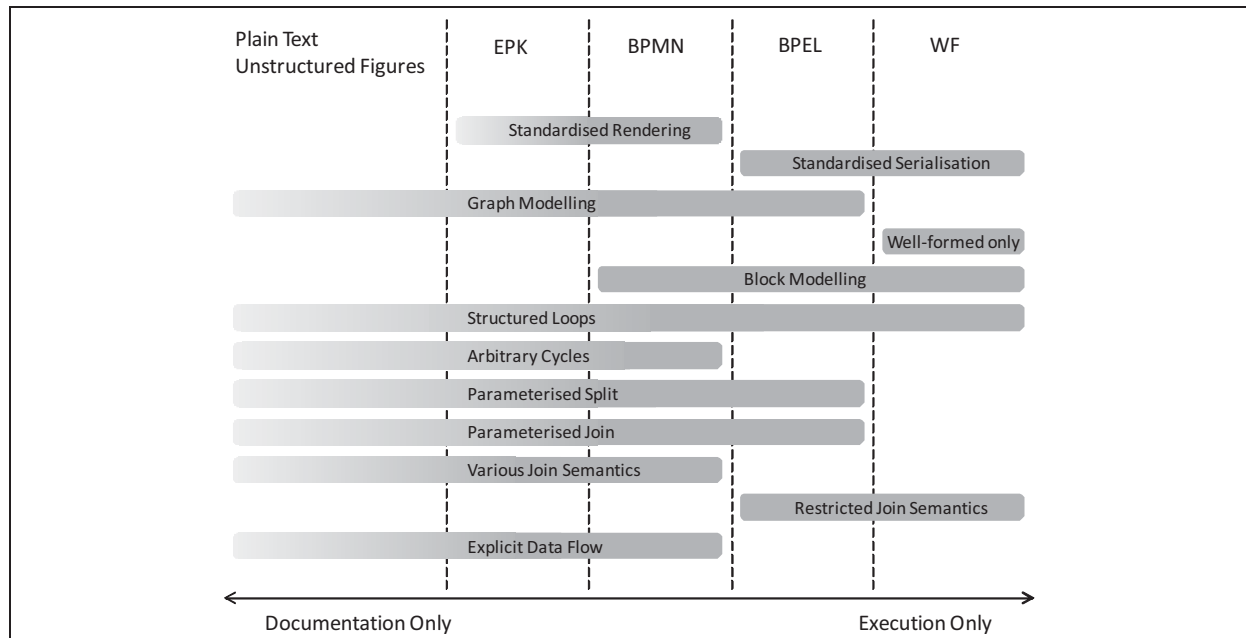 Plain Text
Unstructured Figures
EPK
BPMN
BPEL
WF
Standardised Rendering
Standardised Serialisation
Graph Modelling
Well-formed only
Block Modelling
Structured Loops
Arbitrary Cycles
Parameterised Split
Parameterised Join
Various Join Semantics
Restricted Join Semantics
Explicit Data Flow
Documentation Only
Execution Only